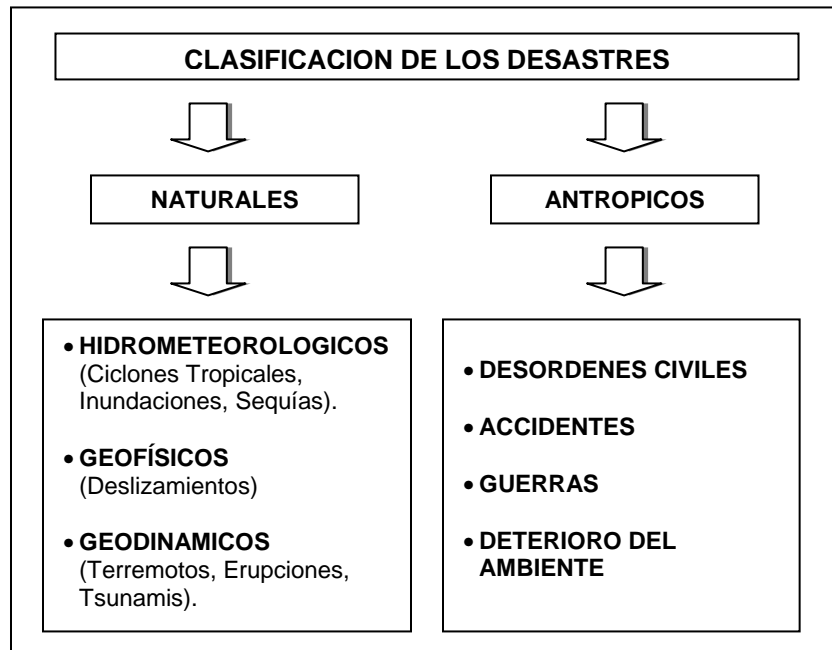 CLASIFICACION DE LOS DESASTRES
NATURALES
• HIDROMETEOROLOGICOS
(Ciclones Tropicales,
Inundaciones, Sequías).
• GEOFÍSICOS
(Deslizamientos)
• GEODINAMICOS
(Terremotos, Erupciones,
Tsunamis).
ANTROPICOS
• DESORDENES CIVILES
• ACCIDENTES
• GUERRAS
• DETERIORO DEL
AMBIENTE